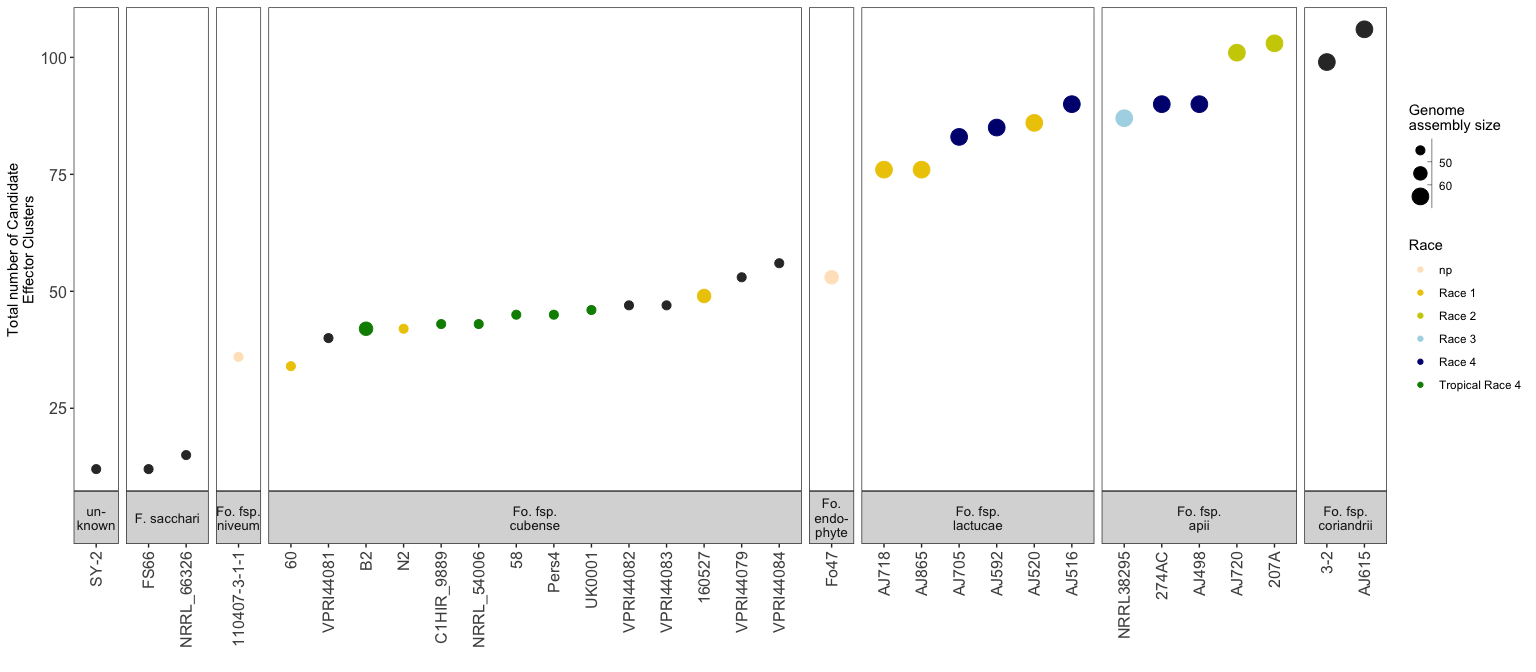 Total number of Candidate
Effector Clusters
100
75
50
25
un-
known
F. sacchari
Fo. fsp.
niveum
Fo. fsp.
cubense
Fo.
endo-
phyte
Fo. fsp.
lactucae
Fo. fsp.
apii
Fo. fsp.
coriandrii
SY-2
FS66
NRRL_66326
110407-3-1-1
60
VPRI44081
B2
N2
C1HIR_9889
NRRL_54006
58
Pers4
UK0001
VPRI44082
VPRI44083
160527
VPRI44079
VPRI44084
Fo47
AJ718
AJ865
AJ705
AJ592
AJ520
AJ516
NRRL38295
274AC
AJ498
AJ720
207A
3-2
AJ615
Genome
assembly size
50
60
Race
np
Race 1
Race 2
Race 3
Race 4
Tropical Race 4